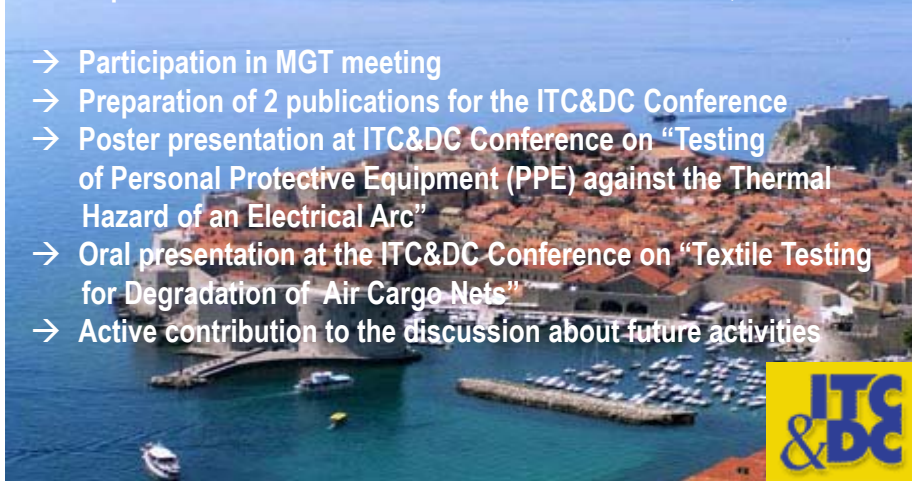 → Participation in MGT meeting
→ Preparation of 2 publications for the ITC&DC Conference
→ Poster presentation at ITC&DC Conference on “Testing
of Personal Protective Equipment (PPE) against the Thermal
Hazard of an Electrical Arc”
→ Oral presentation at the ITC&DC Conference on “Textile Testing
for Degradation of Air Cargo Nets”
→ Active contribution to the discussion about future activities
ITC
&DC